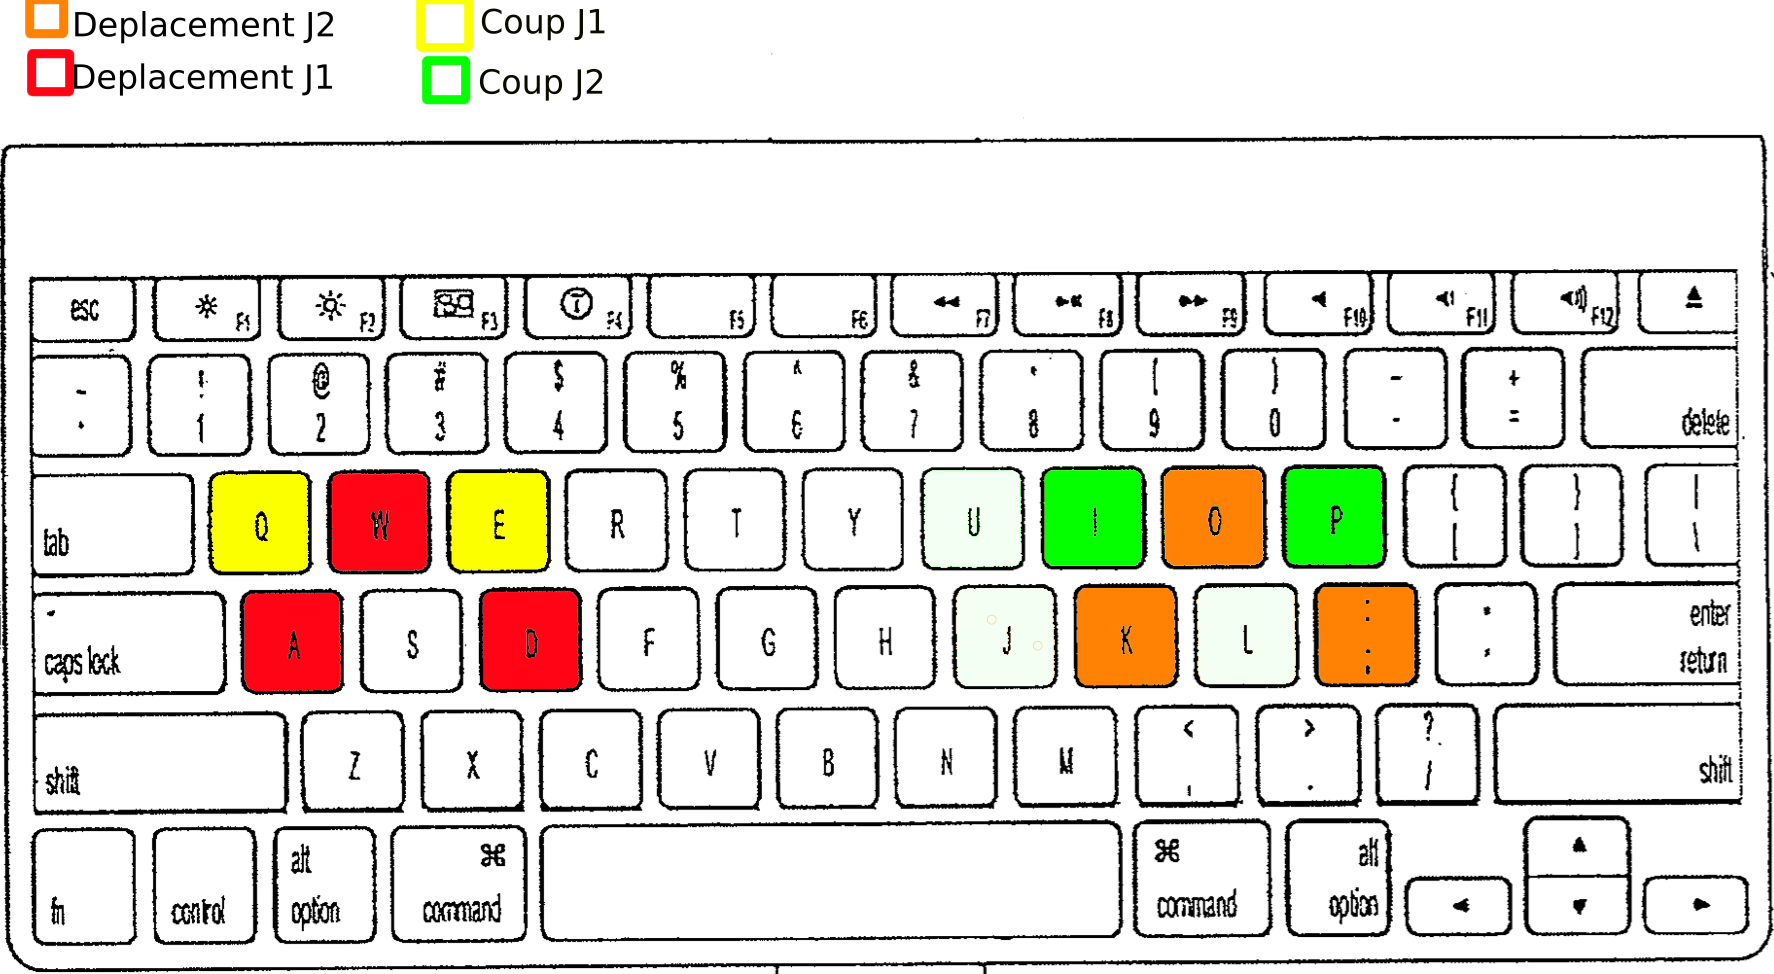 Deplacement J2 Coup J1
Deplacement J1 Coup J2
esc F1 F2 F3 F4 F5 F6 F7 F8 F9 F10 F11 F12
! @ # $ % ^ & [ ) - +
1 2 3 4 5 6 7 8 9 0 - = delete
tab Q W E R T Y U I O P { [ } ] | \
caps lock A S D F G H J K L : ; enter return
shift Z X C V B N M < , > . ? / shift
fn control alt option ⌘ command ⌘ command alt option